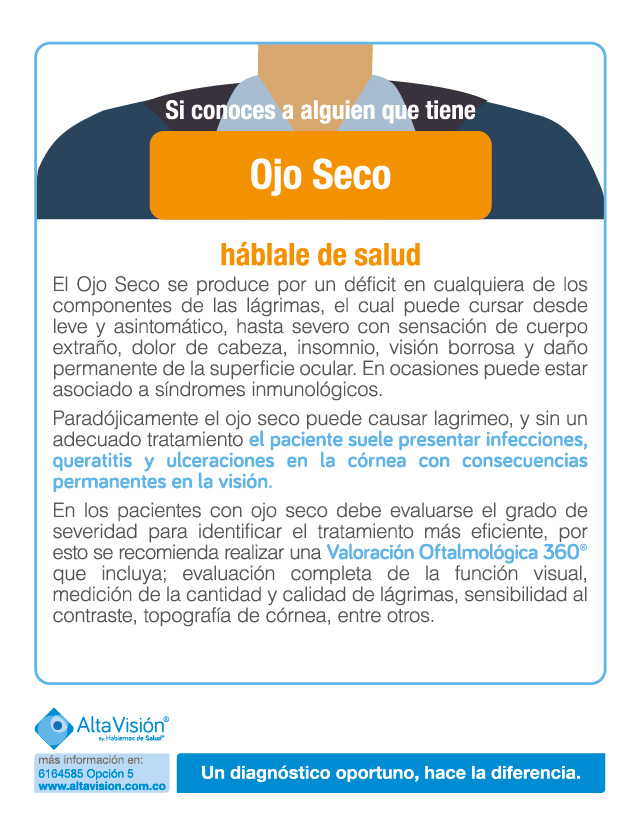 Si conoces a alguien que tiene
Ojo Seco
háblale de salud
El Ojo Seco se produce por un déficit en cualquiera de los
componentes de las lágrimas, el cual puede cursar desde
leve y asintomático, hasta severo con sensación de cuerpo
extraño, dolor de cabeza, insomnio, visión borrosa y daño
permanente de la superficie ocular. En ocasiones puede estar
asociado a síndromes inmunológicos.
Paradójicamente el ojo seco puede causar lagrimeo, y sin un
adecuado tratamiento el paciente suele presentar infecciones,
queratitis y ulceraciones en la córnea con consecuencias
permanentes en la visión.
En los pacientes con ojo seco debe evaluarse el grado de
severidad para identificar el tratamiento más eficiente, por
esto se recomienda realizar una Valoración Oftalmológica 360®
que incluya; evaluación completa de la función visual,
medición de la cantidad y calidad de lágrimas, sensibilidad al
contraste, topografía de córnea, entre otros.
AltaVisión®
By: Hablemos de Salud®
más información en:
6164585 Opción 5
www.altavision.com.co
Un diagnóstico oportuno, hace la diferencia.